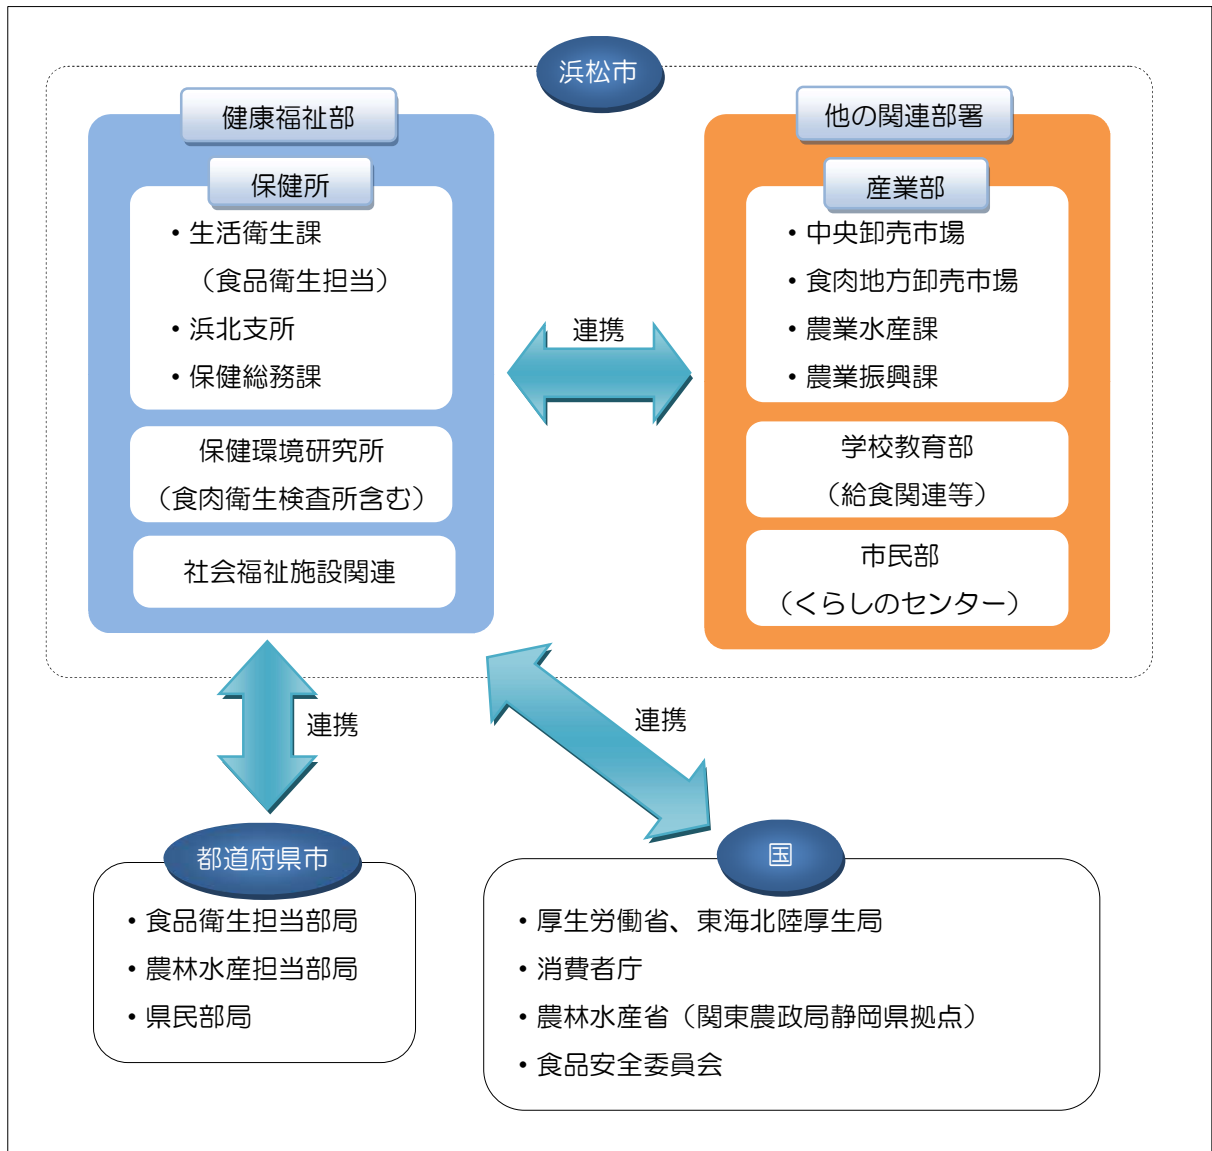 浜松市
健康福祉部
保健所
・生活衛生課
（食品衛生担当）
・浜北支所
・保健総務課
保健環境研究所
（食肉衛生検査所含む）
社会福祉施設関連
連携
他の関連部署
産業部
・中央卸売市場
・食肉地方卸売市場
・農業水産課
・農業振興課
学校教育部
（給食関連等）
市民部
（くらしのセンター）
連携
連携
都道府県市
・食品衛生担当部局
・農林水産担当部局
・県民部局
国
・厚生労働省、東海北陸厚生局
・消費者庁
・農林水産省（関東農政局静岡県拠点）
・食品安全委員会